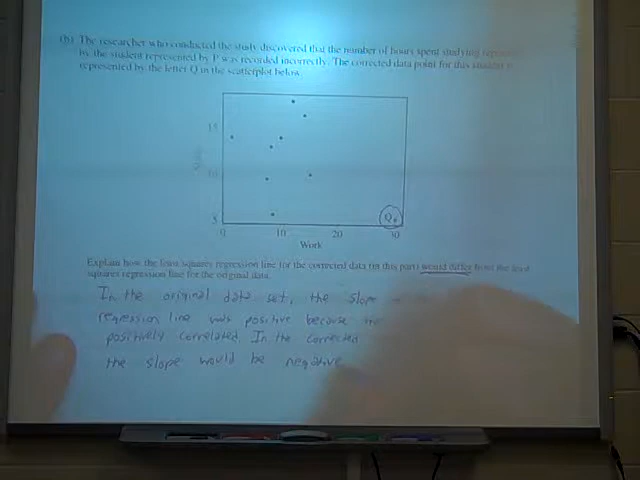 (b) The researcher who conducted the study discovered that the number of hours spent studying
by the student represented by P was recorded incorrectly. The corrected data point for this student is
represented by the letter Q in the scatterplot below.
15
10
5
Q
0 10 20 30
Work
Explain how the least squares regression line for the corrected data (in this part) would differ from the least
squares regression line for the original data.
In the original data set, the slope
regression line was positive because
positively correlated In the corrected
the slope would be negative